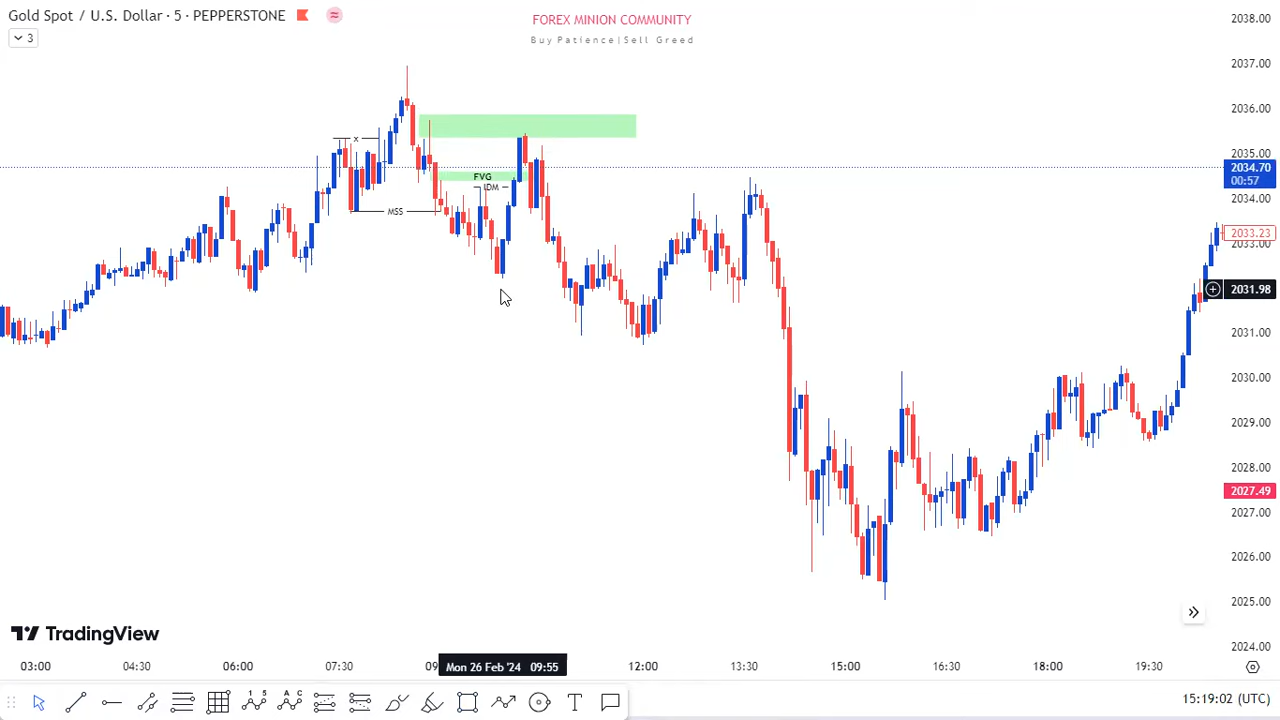 Gold Spot / U.S. Dollar · 5 · PEPPERSTONE
3
FOREX MINION COMMUNITY
Buy Patience|Sell Greed
2038.00
2037.00
2036.00
2035.00
2034.70
00:57
2034.00
2033.23
2033.00
2031.98
2031.00
2030.00
2029.00
2028.00
2027.49
2027.00
2026.00
2025.00
2024.00
x
FVG
LDM
MSS
TradingView
03:00 04:30 06:00 07:30 09 Mon 26 Feb '24 09:55 12:00 13:30 15:00 16:30 18:00 19:30
15:19:02 (UTC)